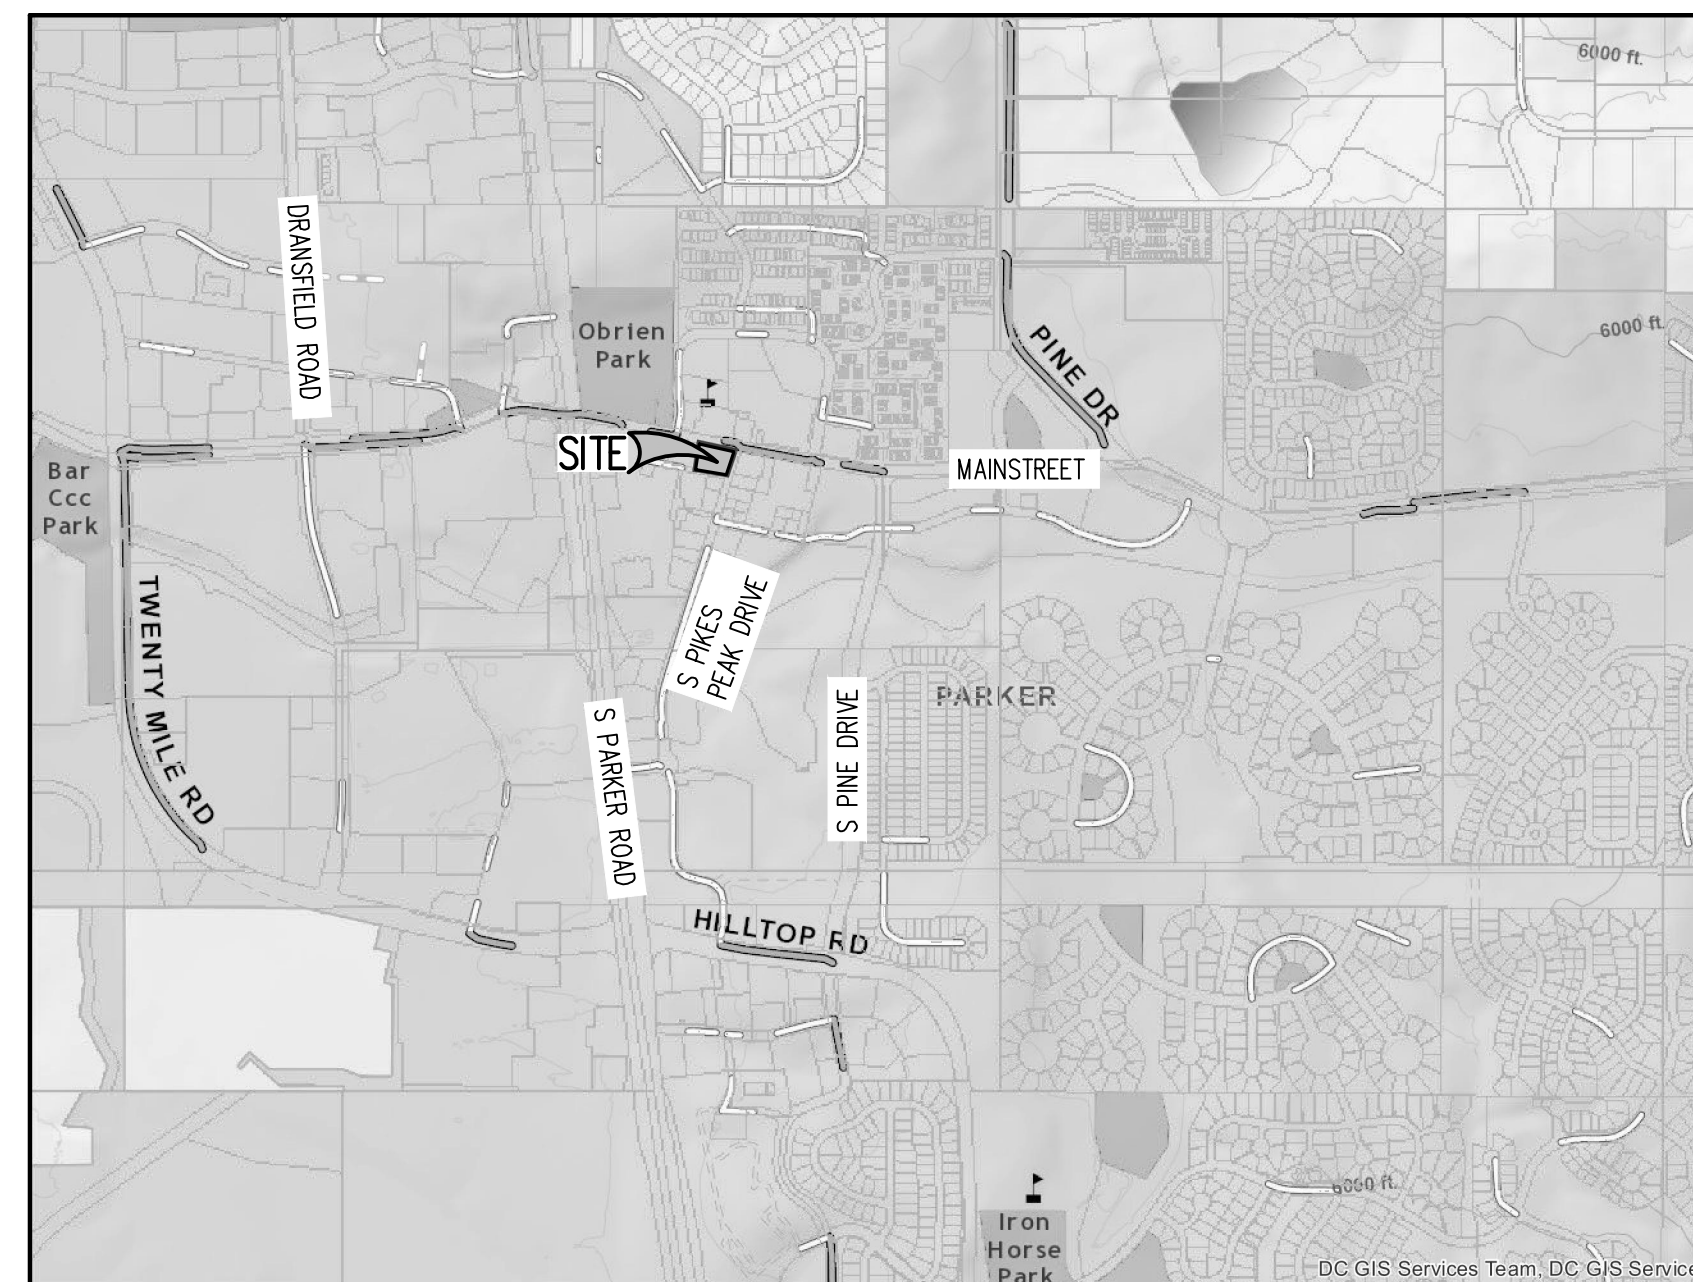 6000 ft.
DRANSFIELD ROAD
Obrien
Park
PINE DR
6000 ft.
SITE
MAINSTREET
Bar
Ccc
Park
TWENTY MILE RD
S PIKES
PEAK DRIVE
S PARKER ROAD
S PINE DRIVE
PARKER
HILLTOP RD
6000 ft.
Iron
Horse
Park
DC GIS Services Team, DC GIS Service